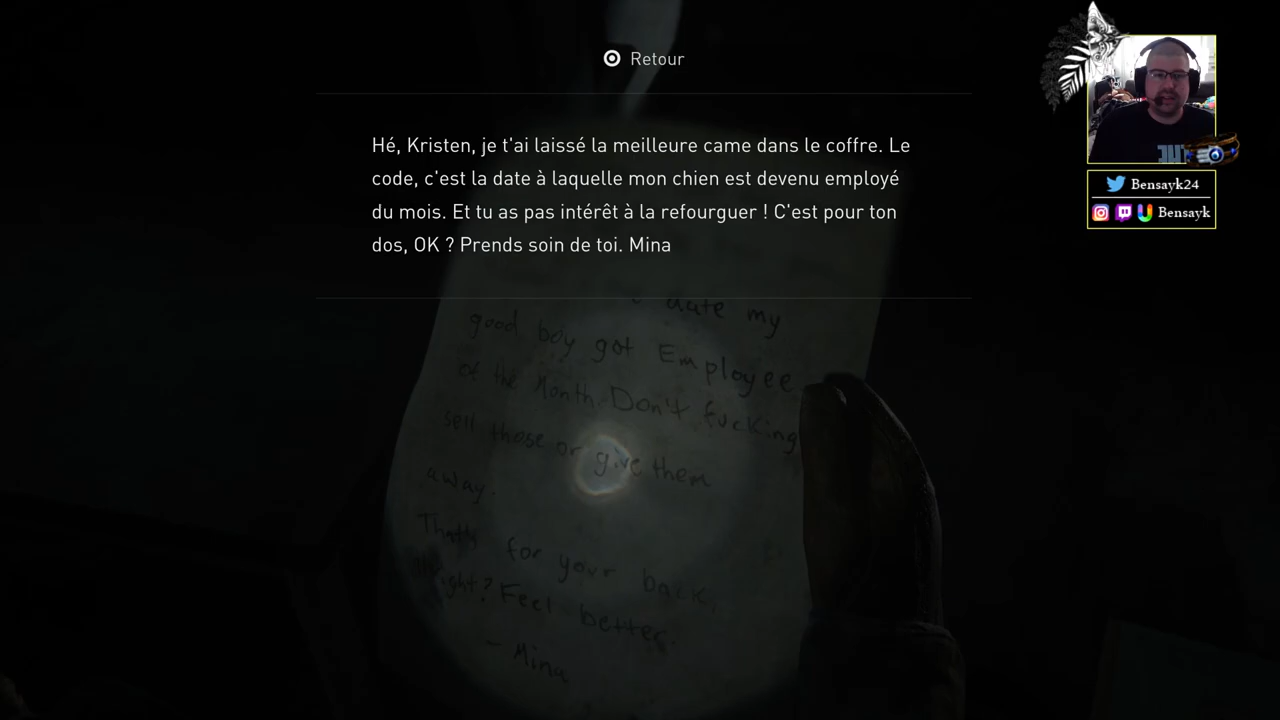 Retour
Hé, Kristen, je t'ai laissé la meilleure came dans le coffre. Le
code, c'est la date à laquelle mon chien est devenu employé
du mois. Et tu as pas intérêt à la refourguer ! C'est pour ton
dos, OK ? Prends soin de toi. Mina
date my
good boy got Employee
of the Month. Don't fucking
sell those or give them
away.
That's for your back,
right? Feel better.
- Mina
Bensayk24
Bensayk